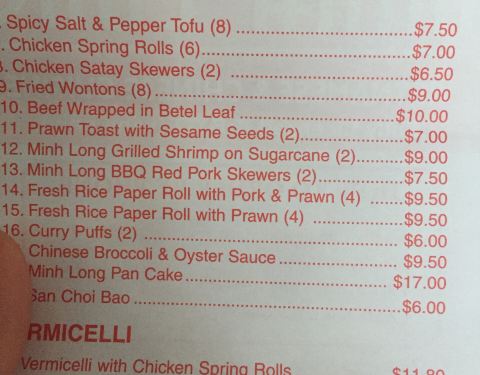 Spicy Salt & Pepper Tofu (8) ........................... $7.50
. Chicken Spring Rolls (6)................................ $7.00
. Chicken Satay Skewers (2) ........................... $6.50
9. Fried Wontons (8)....................................... $9.00
10. Beef Wrapped in Betel Leaf ........................ $10.00
11. Prawn Toast with Sesame Seeds (2)............... $7.00
12. Minh Long Grilled Shrimp on Sugarcane (2)........ $9.00
13. Minh Long BBQ Red Pork Skewers (2)............. $7.50
14. Fresh Rice Paper Roll with Pork & Prawn (4) ...... $9.50
15. Fresh Rice Paper Roll with Prawn (4) .............. $9.50
16. Curry Puffs (2) ........................................ $6.00
Chinese Broccoli & Oyster Sauce.................... $9.50
Minh Long Pan Cake.................................... $17.00
San Choi Bao ............................................ $6.00
RMICELLI
Vermicelli with Chicken Spring Rolls